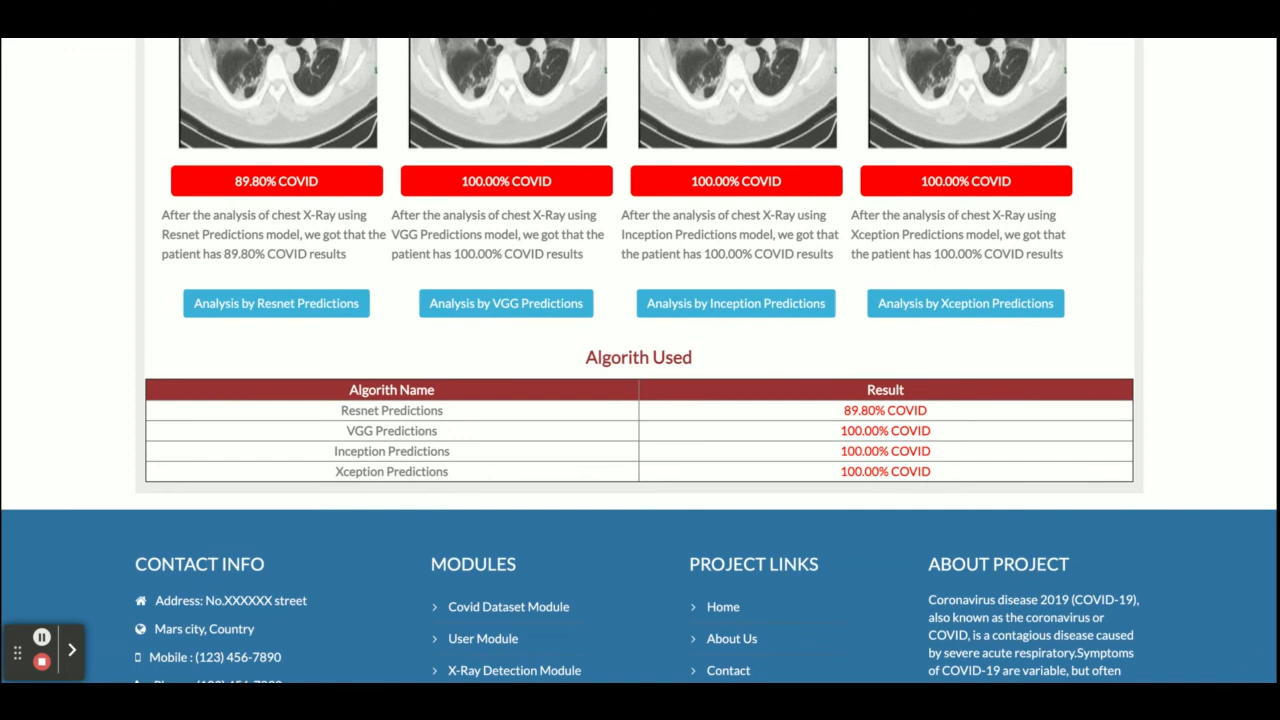 89.80% COVID
100.00% COVID
100.00% COVID
100.00% COVID
After the analysis of chest X-Ray using
Resnet Predictions model, we got that the
patient has 89.80% COVID results
After the analysis of chest X-Ray using
VGG Predictions model, we got that the
patient has 100.00% COVID results
After the analysis of chest X-Ray using
Inception Predictions model, we got that
the patient has 100.00% COVID results
After the analysis of chest X-Ray using
Xception Predictions model, we got that
the patient has 100.00% COVID results
Analysis by Resnet Predictions
Analysis by VGG Predictions
Analysis by Inception Predictions
Analysis by Xception Predictions
Algorith Used
Algorith Name Result
Resnet Predictions 89.80% COVID
VGG Predictions 100.00% COVID
Inception Predictions 100.00% COVID
Xception Predictions 100.00% COVID
CONTACT INFO
Address: No.XXXXXX street
Mars city, Country
Mobile : (123) 456-7890
MODULES
Covid Dataset Module
User Module
X-Ray Detection Module
PROJECT LINKS
Home
About Us
Contact
ABOUT PROJECT
Coronavirus disease 2019 (COVID-19),
also known as the coronavirus or
COVID, is a contagious disease caused
by severe acute respiratory.Symptoms
of COVID-19 are variable, but often